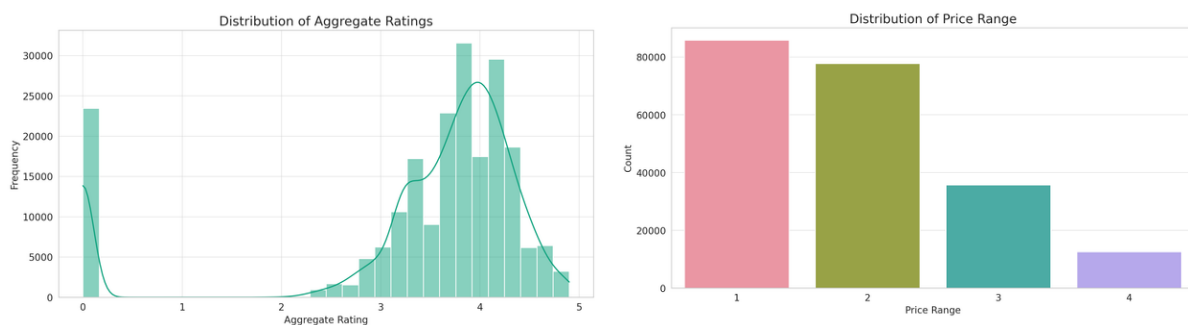 Distribution of Aggregate Ratings
30000
25000
20000
15000
10000
5000
0
Frequency
0 1 2 3 4 5
Aggregate Rating
Distribution of Price Range
80000
60000
40000
20000
0
Count
1 2 3 4
Price Range